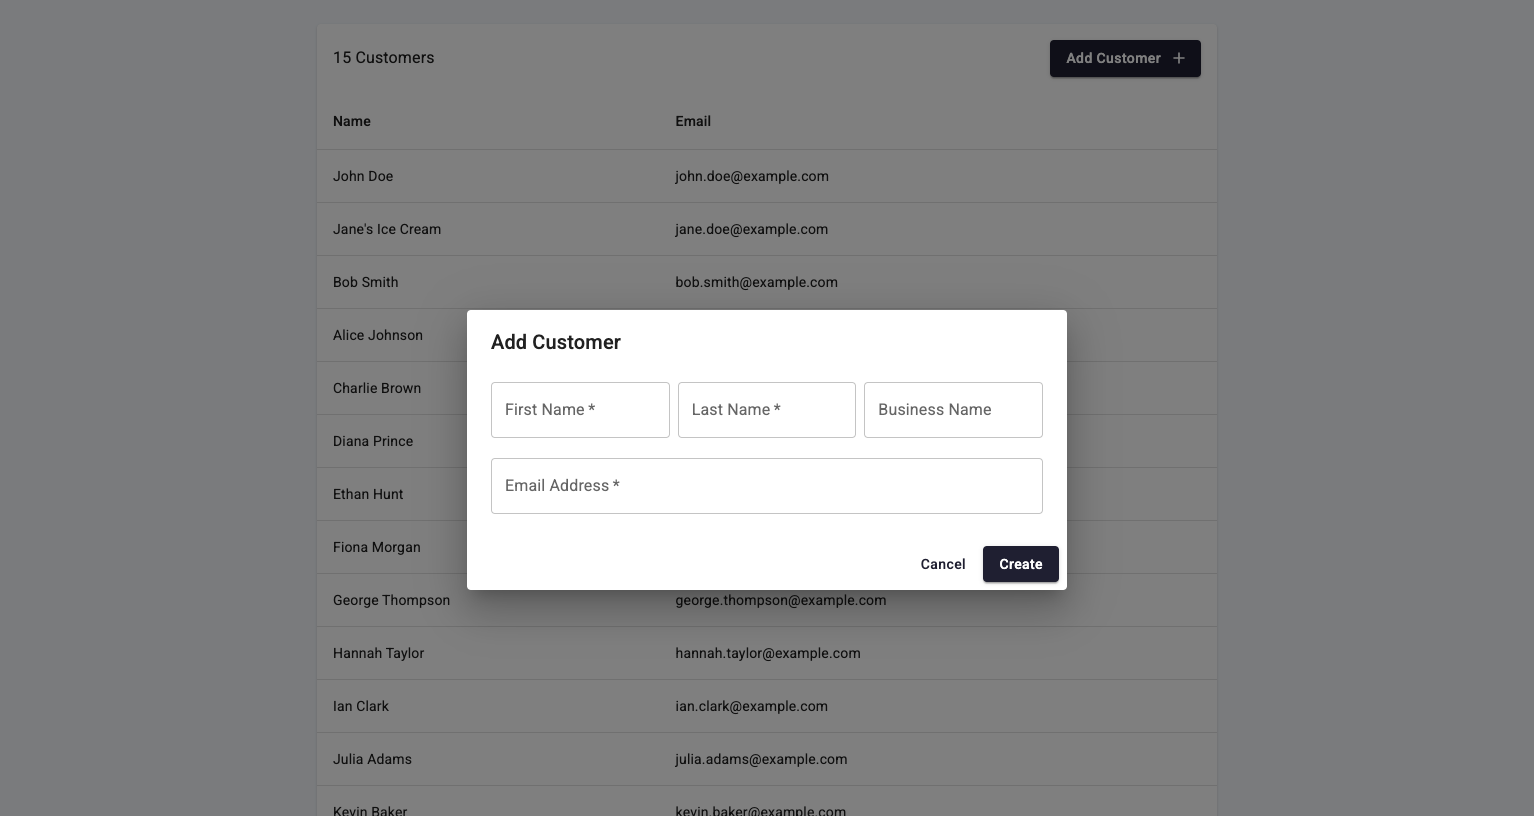 15 Customers
Add Customer +
Name Email
John Doe john.doe@example.com
Jane's Ice Cream jane.doe@example.com
Bob Smith bob.smith@example.com
Alice Johnson
Charlie Brown
Diana Prince
Ethan Hunt
Fiona Morgan
George Thompson george.thompson@example.com
Hannah Taylor hannah.taylor@example.com
Ian Clark ian.clark@example.com
Julia Adams julia.adams@example.com
Kevin Baker kevin.baker@example.com
Add Customer
First Name * Last Name * Business Name
Email Address *
Cancel Create